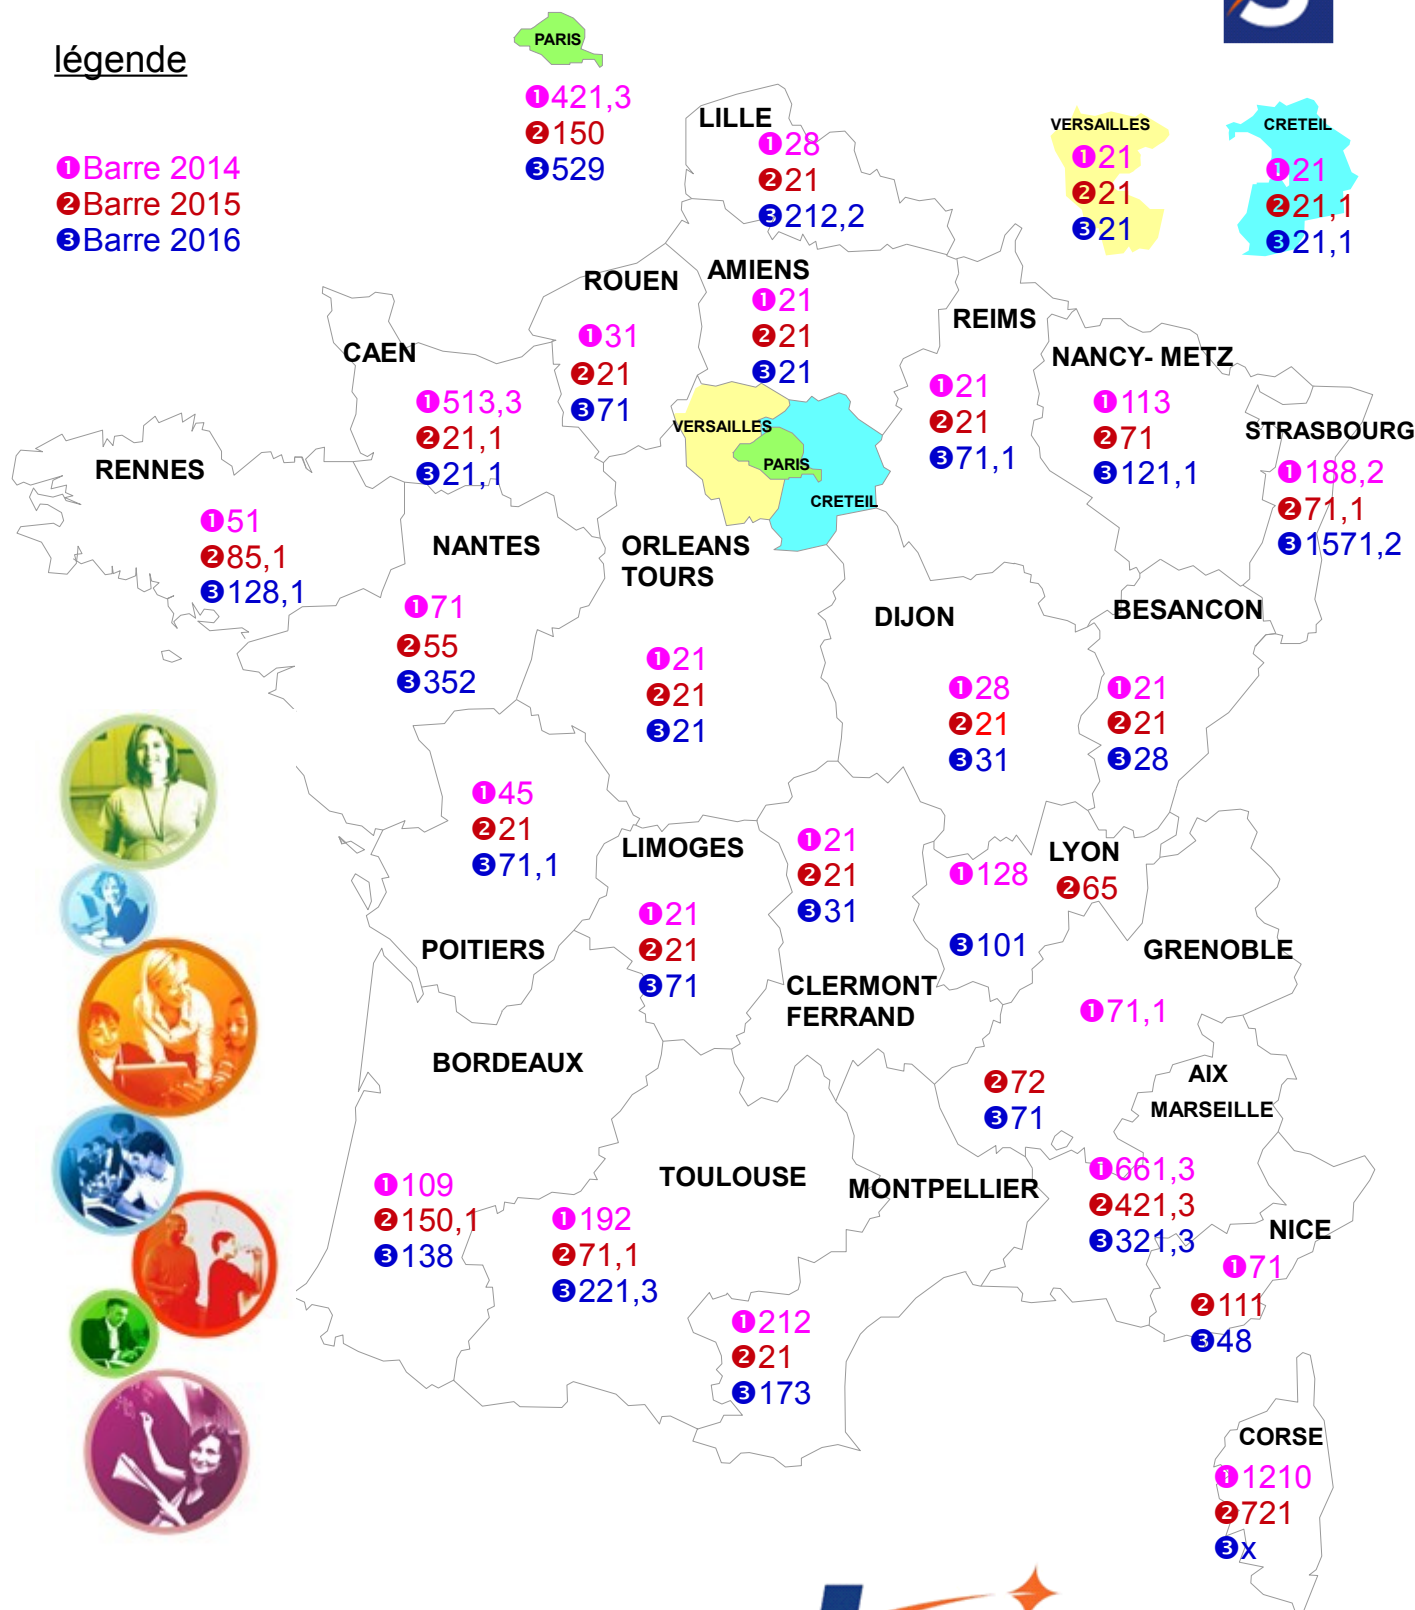 légende
❶Barre 2014
❷Barre 2015
❸Barre 2016
PARIS
❶421,3
❷150
❸529
LILLE
❶28
❷21
❸212,2
VERSAILLES
❶21
❷21
❸21
CRETEIL
❶21
❷21,1
❸21,1
ROUEN
❶31
❷21
❸71
AMIENS
❶21
❷21
❸21
REIMS
❶21
❷21
❸71,1
NANCY- METZ
❶113
❷71
❸121,1
STRASBOURG
❶188,2
❷71,1
❸1571,2
CAEN
❶513,3
❷21,1
❸21,1
VERSAILLES
PARIS
CRETEIL
RENNES
❶51
❷85,1
❸128,1
NANTES
❶71
❷55
❸352
ORLEANS
TOURS
❶21
❷21
❸21
DIJON
❶28
❷21
❸31
BESANCON
❶21
❷21
❸28
❶45
❷21
❸71,1
POITIERS
LIMOGES
❶21
❷21
❸71
❶21
❷21
❸31
CLERMONT
FERRAND
LYON
❶128
❷65
❸101
GRENOBLE
❶71,1
❷72
❸71
BORDEAUX
❶109
❷150,1
❸138
TOULOUSE
❶192
❷71,1
❸221,3
MONTPELLIER
❶212
❷21
❸173
AIX
MARSEILLE
❶661,3
❷421,3
❸321,3
NICE
❶71
❷111
❸48
CORSE
❶1210
❷721
❸x